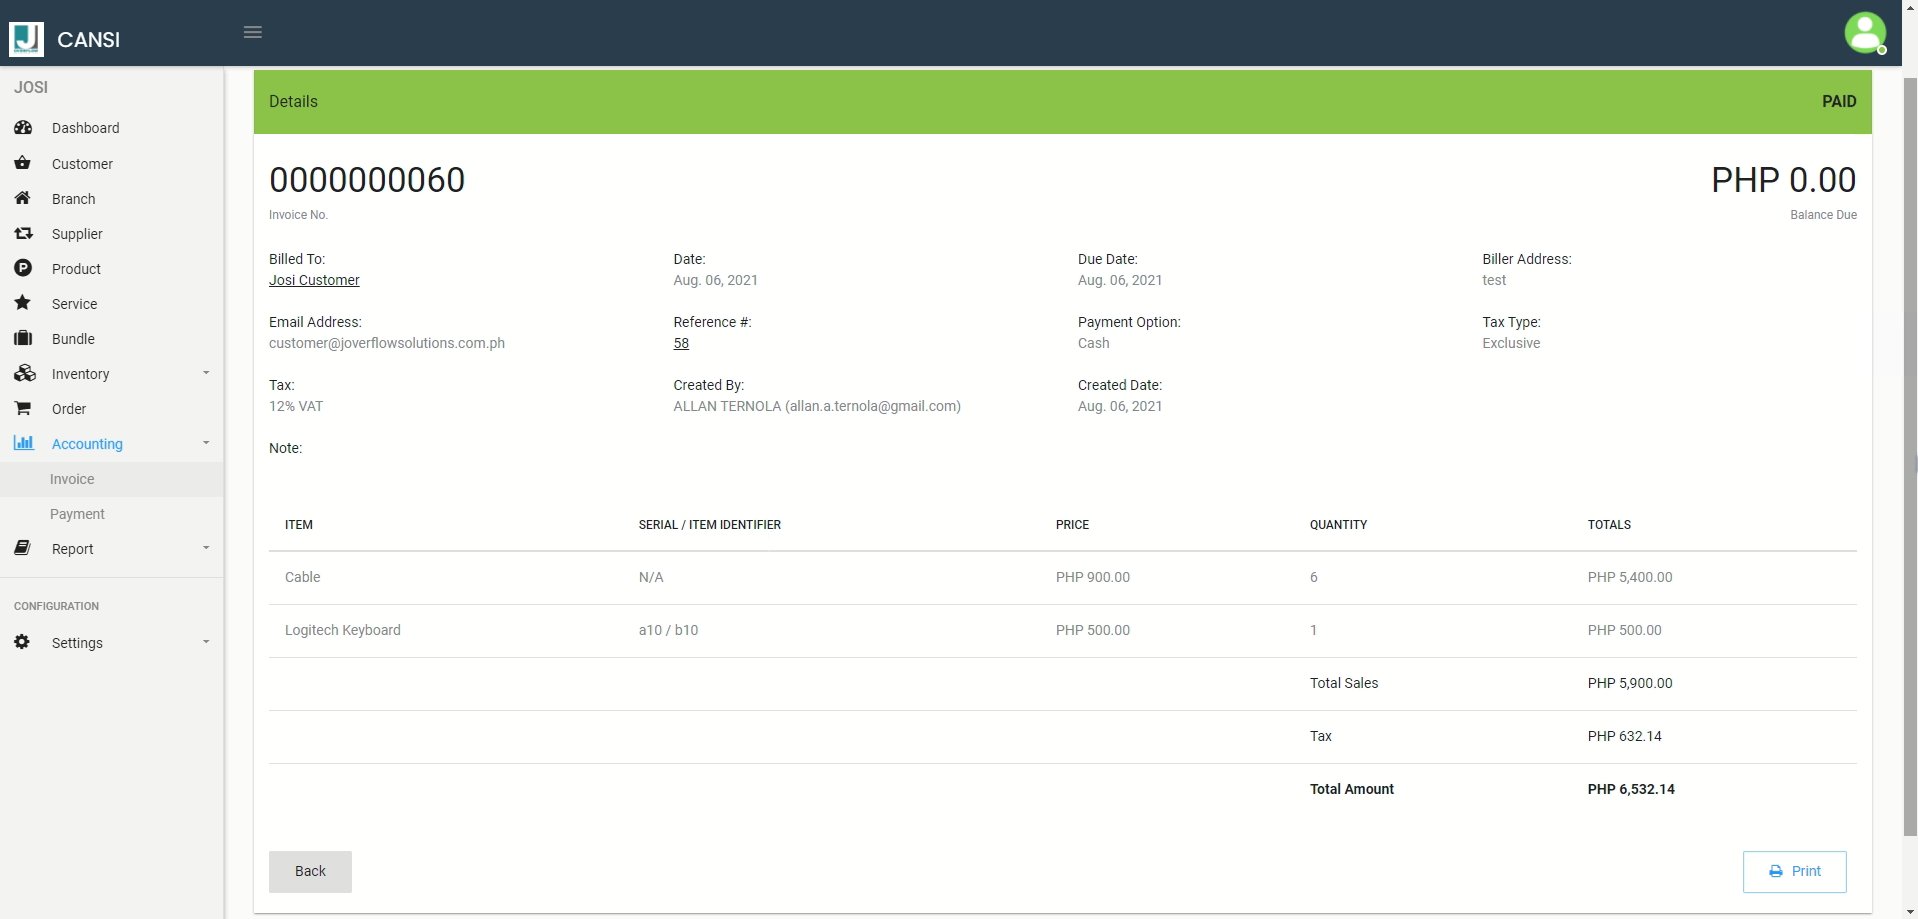 CANSI
JOSI
Dashboard
Customer
Branch
Supplier
Product
Service
Bundle
Inventory
Order
Accounting
Invoice
Payment
Report
CONFIGURATION
Settings
Details
PAID
0000000060
Invoice No.
PHP 0.00
Balance Due
Billed To:
Josi Customer
Date:
Aug. 06, 2021
Due Date:
Aug. 06, 2021
Biller Address:
test
Email Address:
customer@joverflowsolutions.com.ph
Reference #:
58
Payment Option:
Cash
Tax Type:
Exclusive
Tax:
12% VAT
Created By:
ALLAN TERNOLA (allan.a.ternola@gmail.com)
Created Date:
Aug. 06, 2021
Note:
ITEM SERIAL / ITEM IDENTIFIER PRICE QUANTITY TOTALS
Cable N/A PHP 900.00 6 PHP 5,400.00
Logitech Keyboard a10 / b10 PHP 500.00 1 PHP 500.00
Total Sales PHP 5,900.00
Tax PHP 632.14
Total Amount PHP 6,532.14
Back
Print